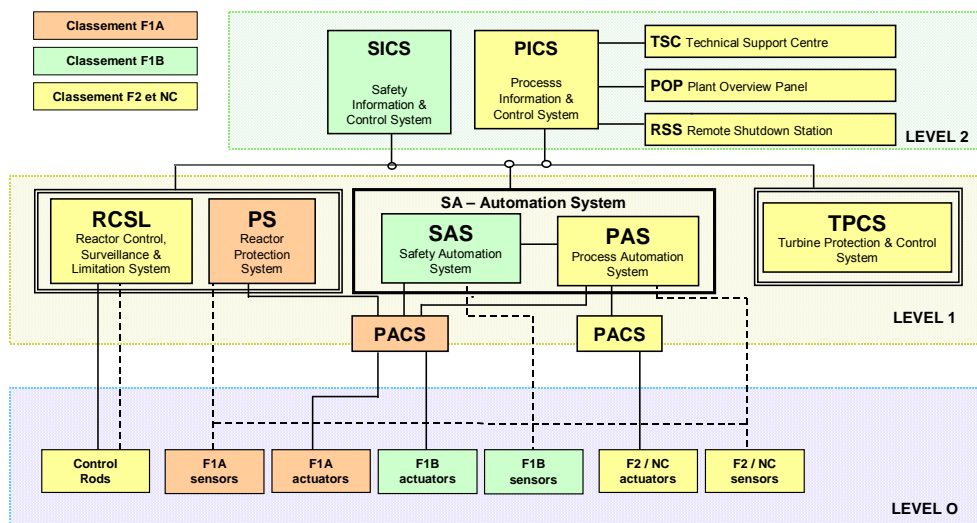 Classement F1A
Classement F1B
Classement F2 et NC
SICS
Safety
Information &
Control System
PICS
Processs
Information &
Control System
TSC Technical Support Centre
POP Plant Overview Panel
RSS Remote Shutdown Station
LEVEL 2
RCSL
Reactor Control,
Surveillance &
Limitation System
PS
Reactor
Protection
System
SA – Automation System
SAS
Safety Automation
System
PAS
Process Automation
System
TPCS
Turbine Protection & Control
System
PACS
PACS
LEVEL 1
Control
Rods
F1A
sensors
F1A
actuators
F1B
actuators
F1B
sensors
F2 / NC
actuators
F2 / NC
sensors
LEVEL O